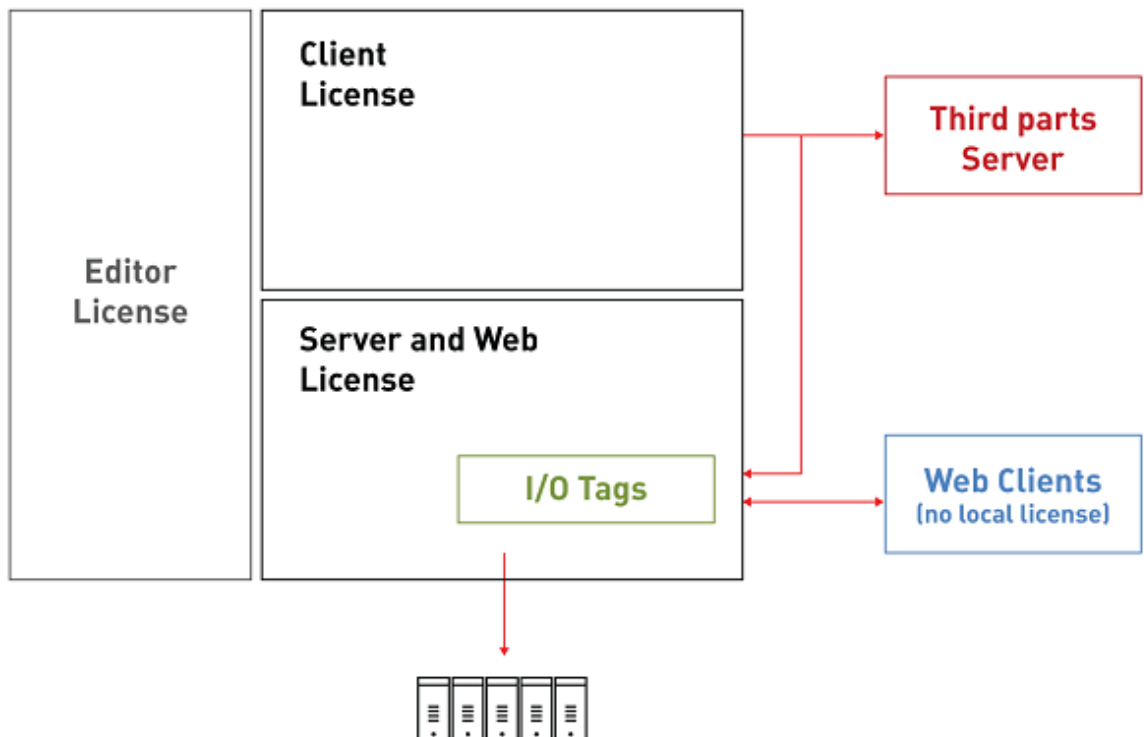 Client
License
Third parts
Server
Editor
License
Server and Web
License
I/O Tags
Web Clients
(no local license)